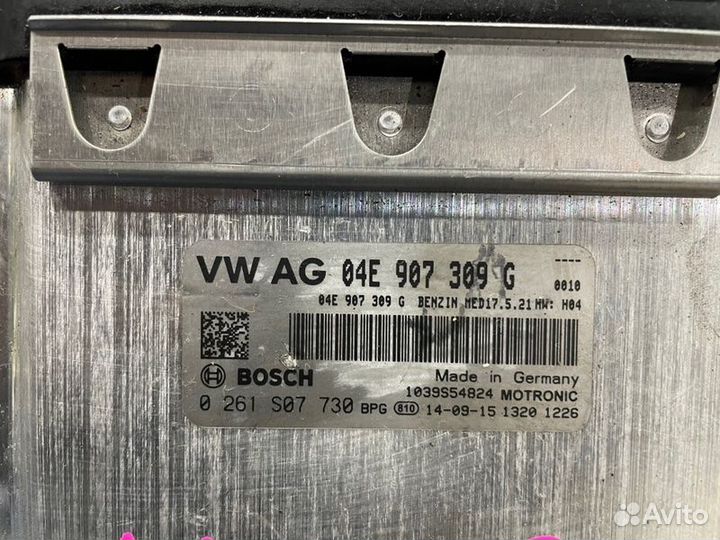 VW AG 04E 907 309 G
----
0010
04E 907 309 G BENZIN MED17.5.21 HW: H04
BOSCH
Made in Germany
1039S54824 MOTRONIC
0 261 S07 730 BPG 810 14-09-15 1320 1226
Avito